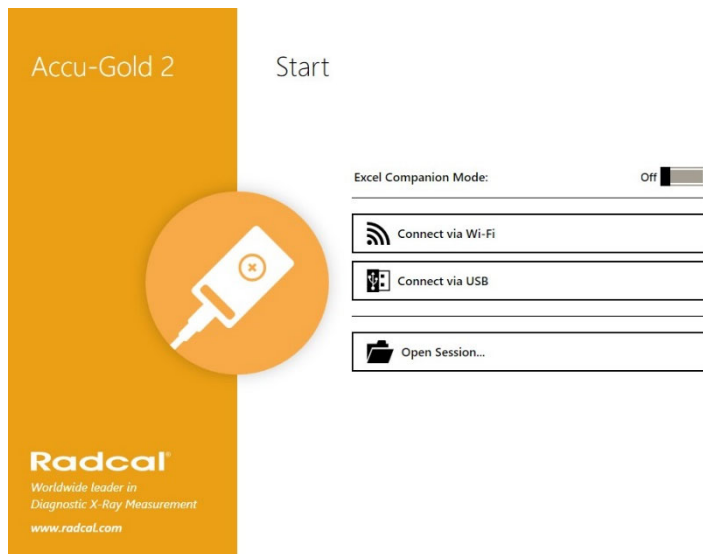 Accu-Gold 2
Start
Excel Companion Mode:
Off
Connect via Wi-Fi
Connect via USB
Open Session...
Radcal®
Worldwide leader in
Diagnostic X-Ray Measurement
www.radcal.com